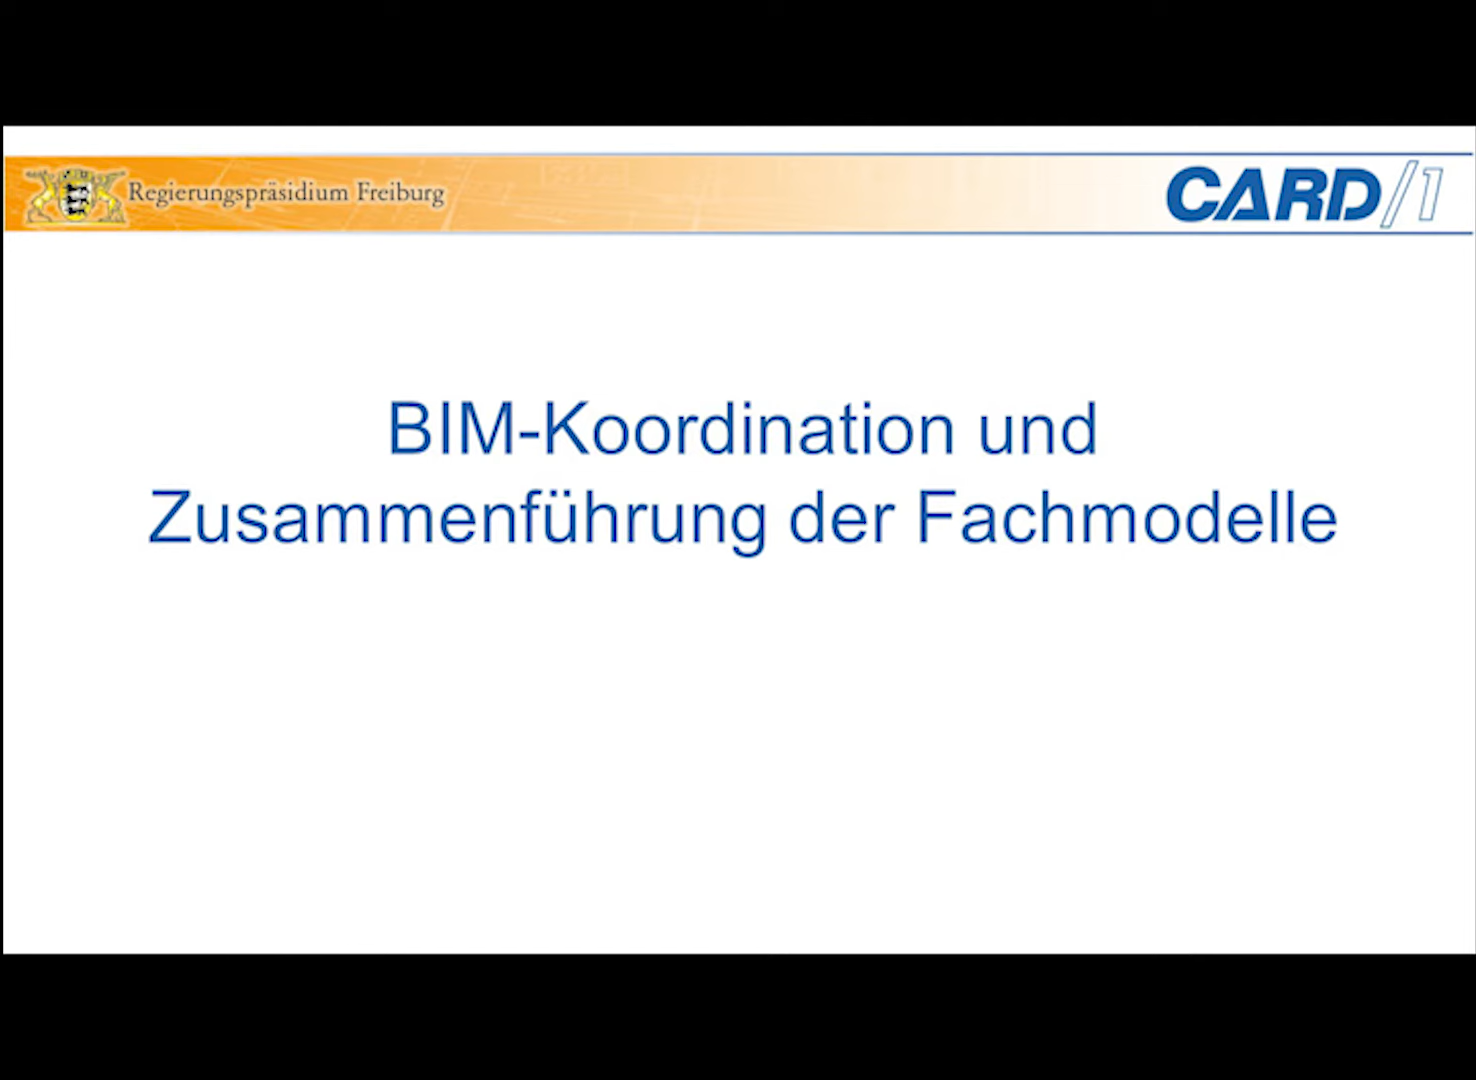 Regierungspräsidium Freiburg
CARD/1
BIM-Koordination und
Zusammenführung der Fachmodelle